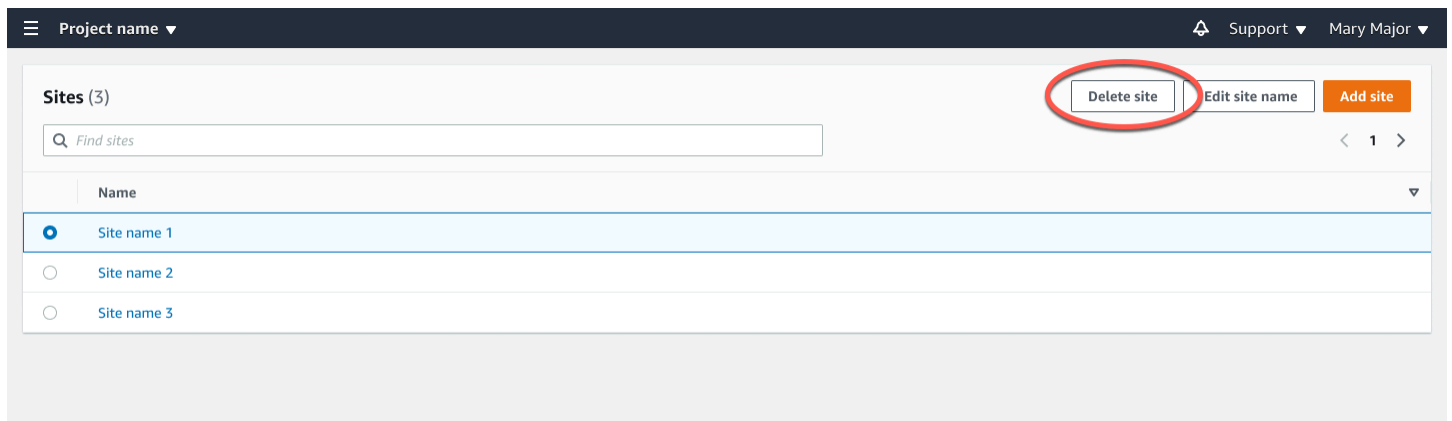 Project name Support Mary Major
Sites (3) Delete site Edit site name Add site
Find sites 1
Name
Site name 1
Site name 2
Site name 3